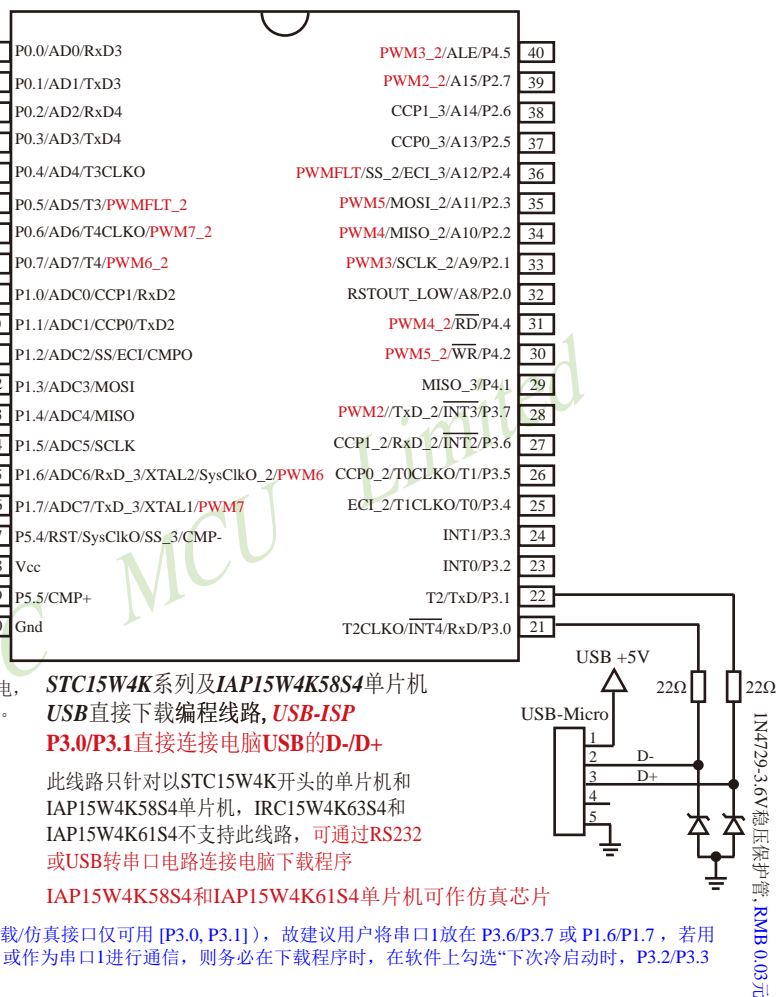 P0.0/AD0/RxD3
P0.1/AD1/TxD3
P0.2/AD2/RxD4
P0.3/AD3/TxD4
P0.4/AD4/T3CLKO
P0.5/AD5/T3/PWMFLT_2
P0.6/AD6/T4CLKO/PWM7_2
P0.7/AD7/T4/PWM6_2
P1.0/ADC0/CCP1/RxD2
P1.1/ADC1/CCP0/TxD2
P1.2/ADC2/SS/ECI/CMPO
P1.3/ADC3/MOSI
P1.4/ADC4/MISO
P1.5/ADC5/SCLK
P1.6/ADC6/RxD_3/XTAL2/SysClkO_2/PWM6
P1.7/ADC7/TxD_3/XTAL1/PWM7
P5.4/RST/SysClkO/SS_3/CMP-
Vcc
P5.5/CMP+
Gnd
PWM3_2/ALE/P4.5 40
PWM2_2/A15/P2.7 39
CCP1_3/A14/P2.6 38
CCP0_3/A13/P2.5 37
PWMFLT/SS_2/ECI_3/A12/P2.4 36
PWM5/MOSI_2/A11/P2.3 35
PWM4/MISO_2/A10/P2.2 34
PWM3/SCLK_2/A9/P2.1 33
RSTOUT_LOW/A8/P2.0 32
PWM4_2/RD/P4.4 31
PWM5_2/WR/P4.2 30
MISO_3/P4.1 29
PWM2//TxD_2/INT3/P3.7 28
CCP1_2/RxD_2/INT2/P3.6 27
CCP0_2/T0CLKO/T1/P3.5 26
ECI_2/T1CLKO/T0/P3.4 25
INT1/P3.3 24
INT0/P3.2 23
T2/TxD/P3.1 22
T2CLKO/INT4/RxD/P3.0 21
MCU Limited
USB +5V
22Ω
22Ω
USB-Micro
1
2 D-
3 D+
4
5
1N4729-3.6V稳压保护管, RMB 0.03元
电，
。
STC15W4K系列及IAP15W4K58S4单片机
USB直接下载编程线路, USB-ISP
P3.0/P3.1直接连接电脑USB的D-/D+
此线路只针对以STC15W4K开头的单片机和
IAP15W4K58S4单片机，IRC15W4K63S4和
IAP15W4K61S4不支持此线路，可通过RS232
或USB转串口电路连接电脑下载程序
IAP15W4K58S4和IAP15W4K61S4单片机可作仿真芯片
载/仿真接口仅可用 [P3.0, P3.1] )，故建议用户将串口1放在 P3.6/P3.7 或 P1.6/P1.7 ，若用
或作为串口1进行通信，则务必在下载程序时，在软件上勾选“下次冷启动时，P3.2/P3.3